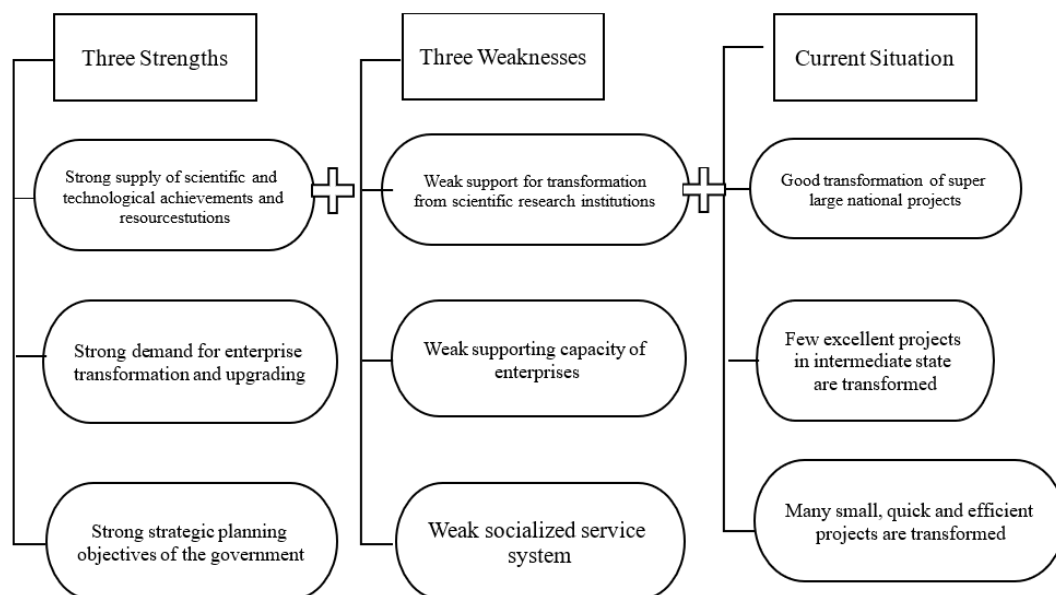 Three Strengths
Strong supply of scientific and
technological achievements and
resourcestutions
Strong demand for enterprise
transformation and upgrading
Strong strategic planning
objectives of the government
Three Weaknesses
Weak support for transformation
from scientific research institutions
Weak supporting capacity of
enterprises
Weak socialized service
system
Current Situation
Good transformation of super
large national projects
Few excellent projects
in intermediate state
are transformed
Many small, quick and efficient
projects are transformed